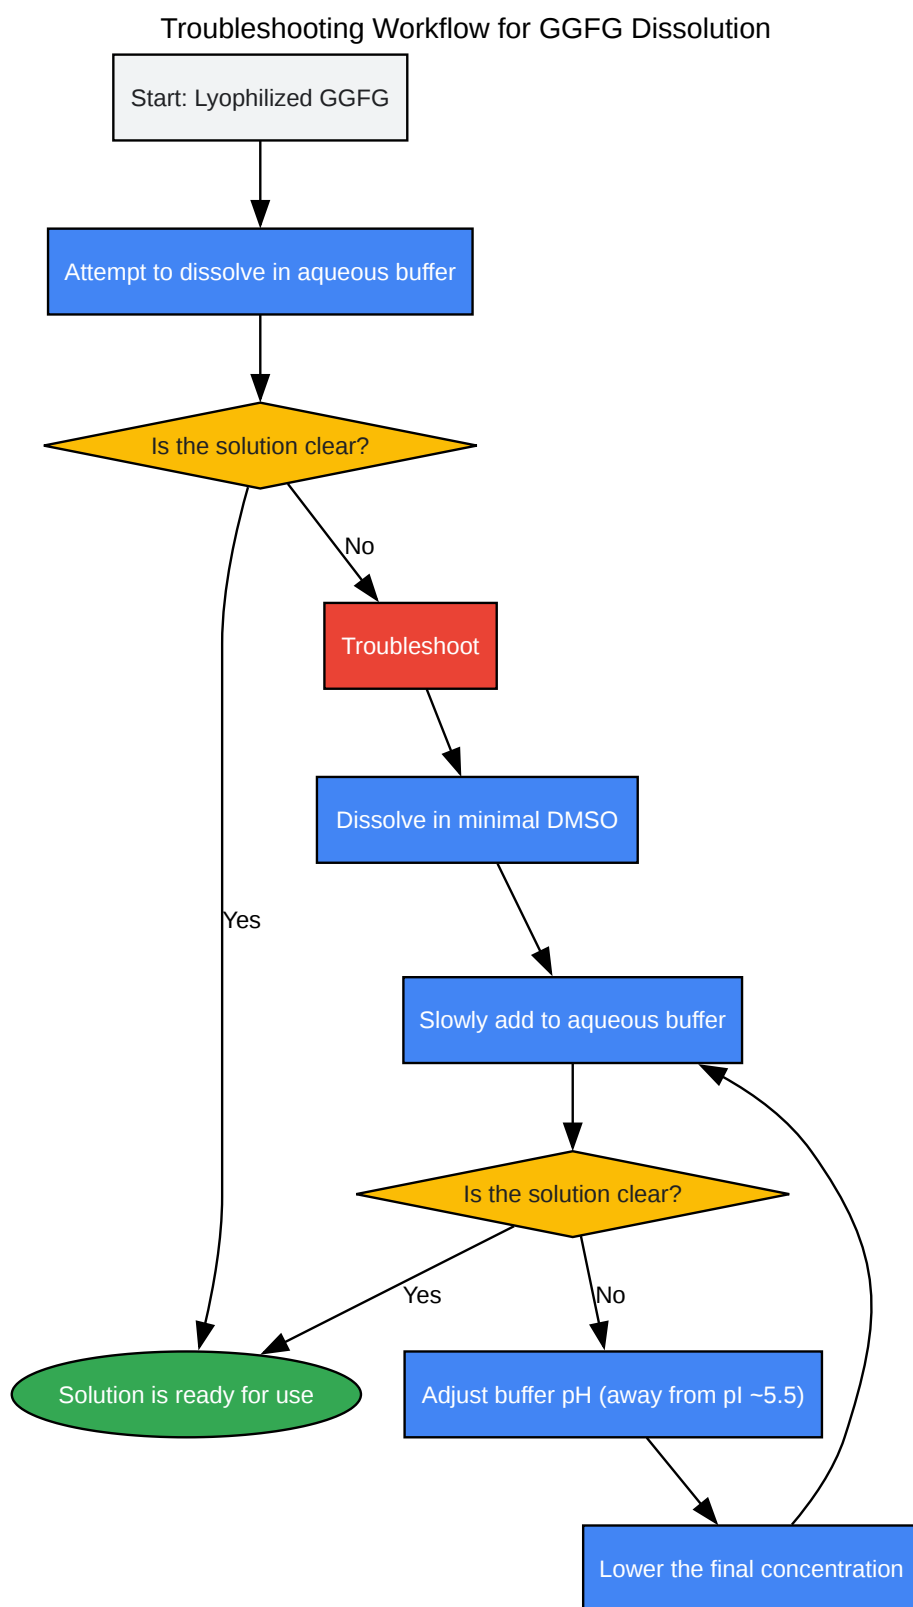 Troubleshooting Workflow for GGFG Dissolution
Start: Lyophilized GGFG
Attempt to dissolve in aqueous buffer
Is the solution clear?
No
Troubleshoot
Dissolve in minimal DMSO
Yes
Slowly add to aqueous buffer
Is the solution clear?
Yes
No
Solution is ready for use
Adjust buffer pH (away from pI ~5.5)
Lower the final concentration